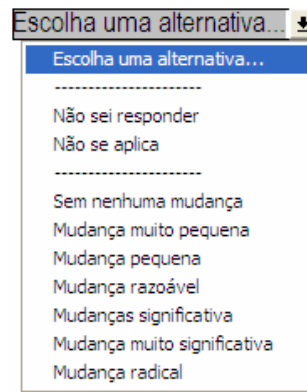 Escolha uma alternativa...
Escolha uma alternativa...
----------------------
Não sei responder
Não se aplica
----------------------
Sem nenhuma mudança
Mudança muito pequena
Mudança pequena
Mudança razoável
Mudanças significativa
Mudança muito significativa
Mudança radical